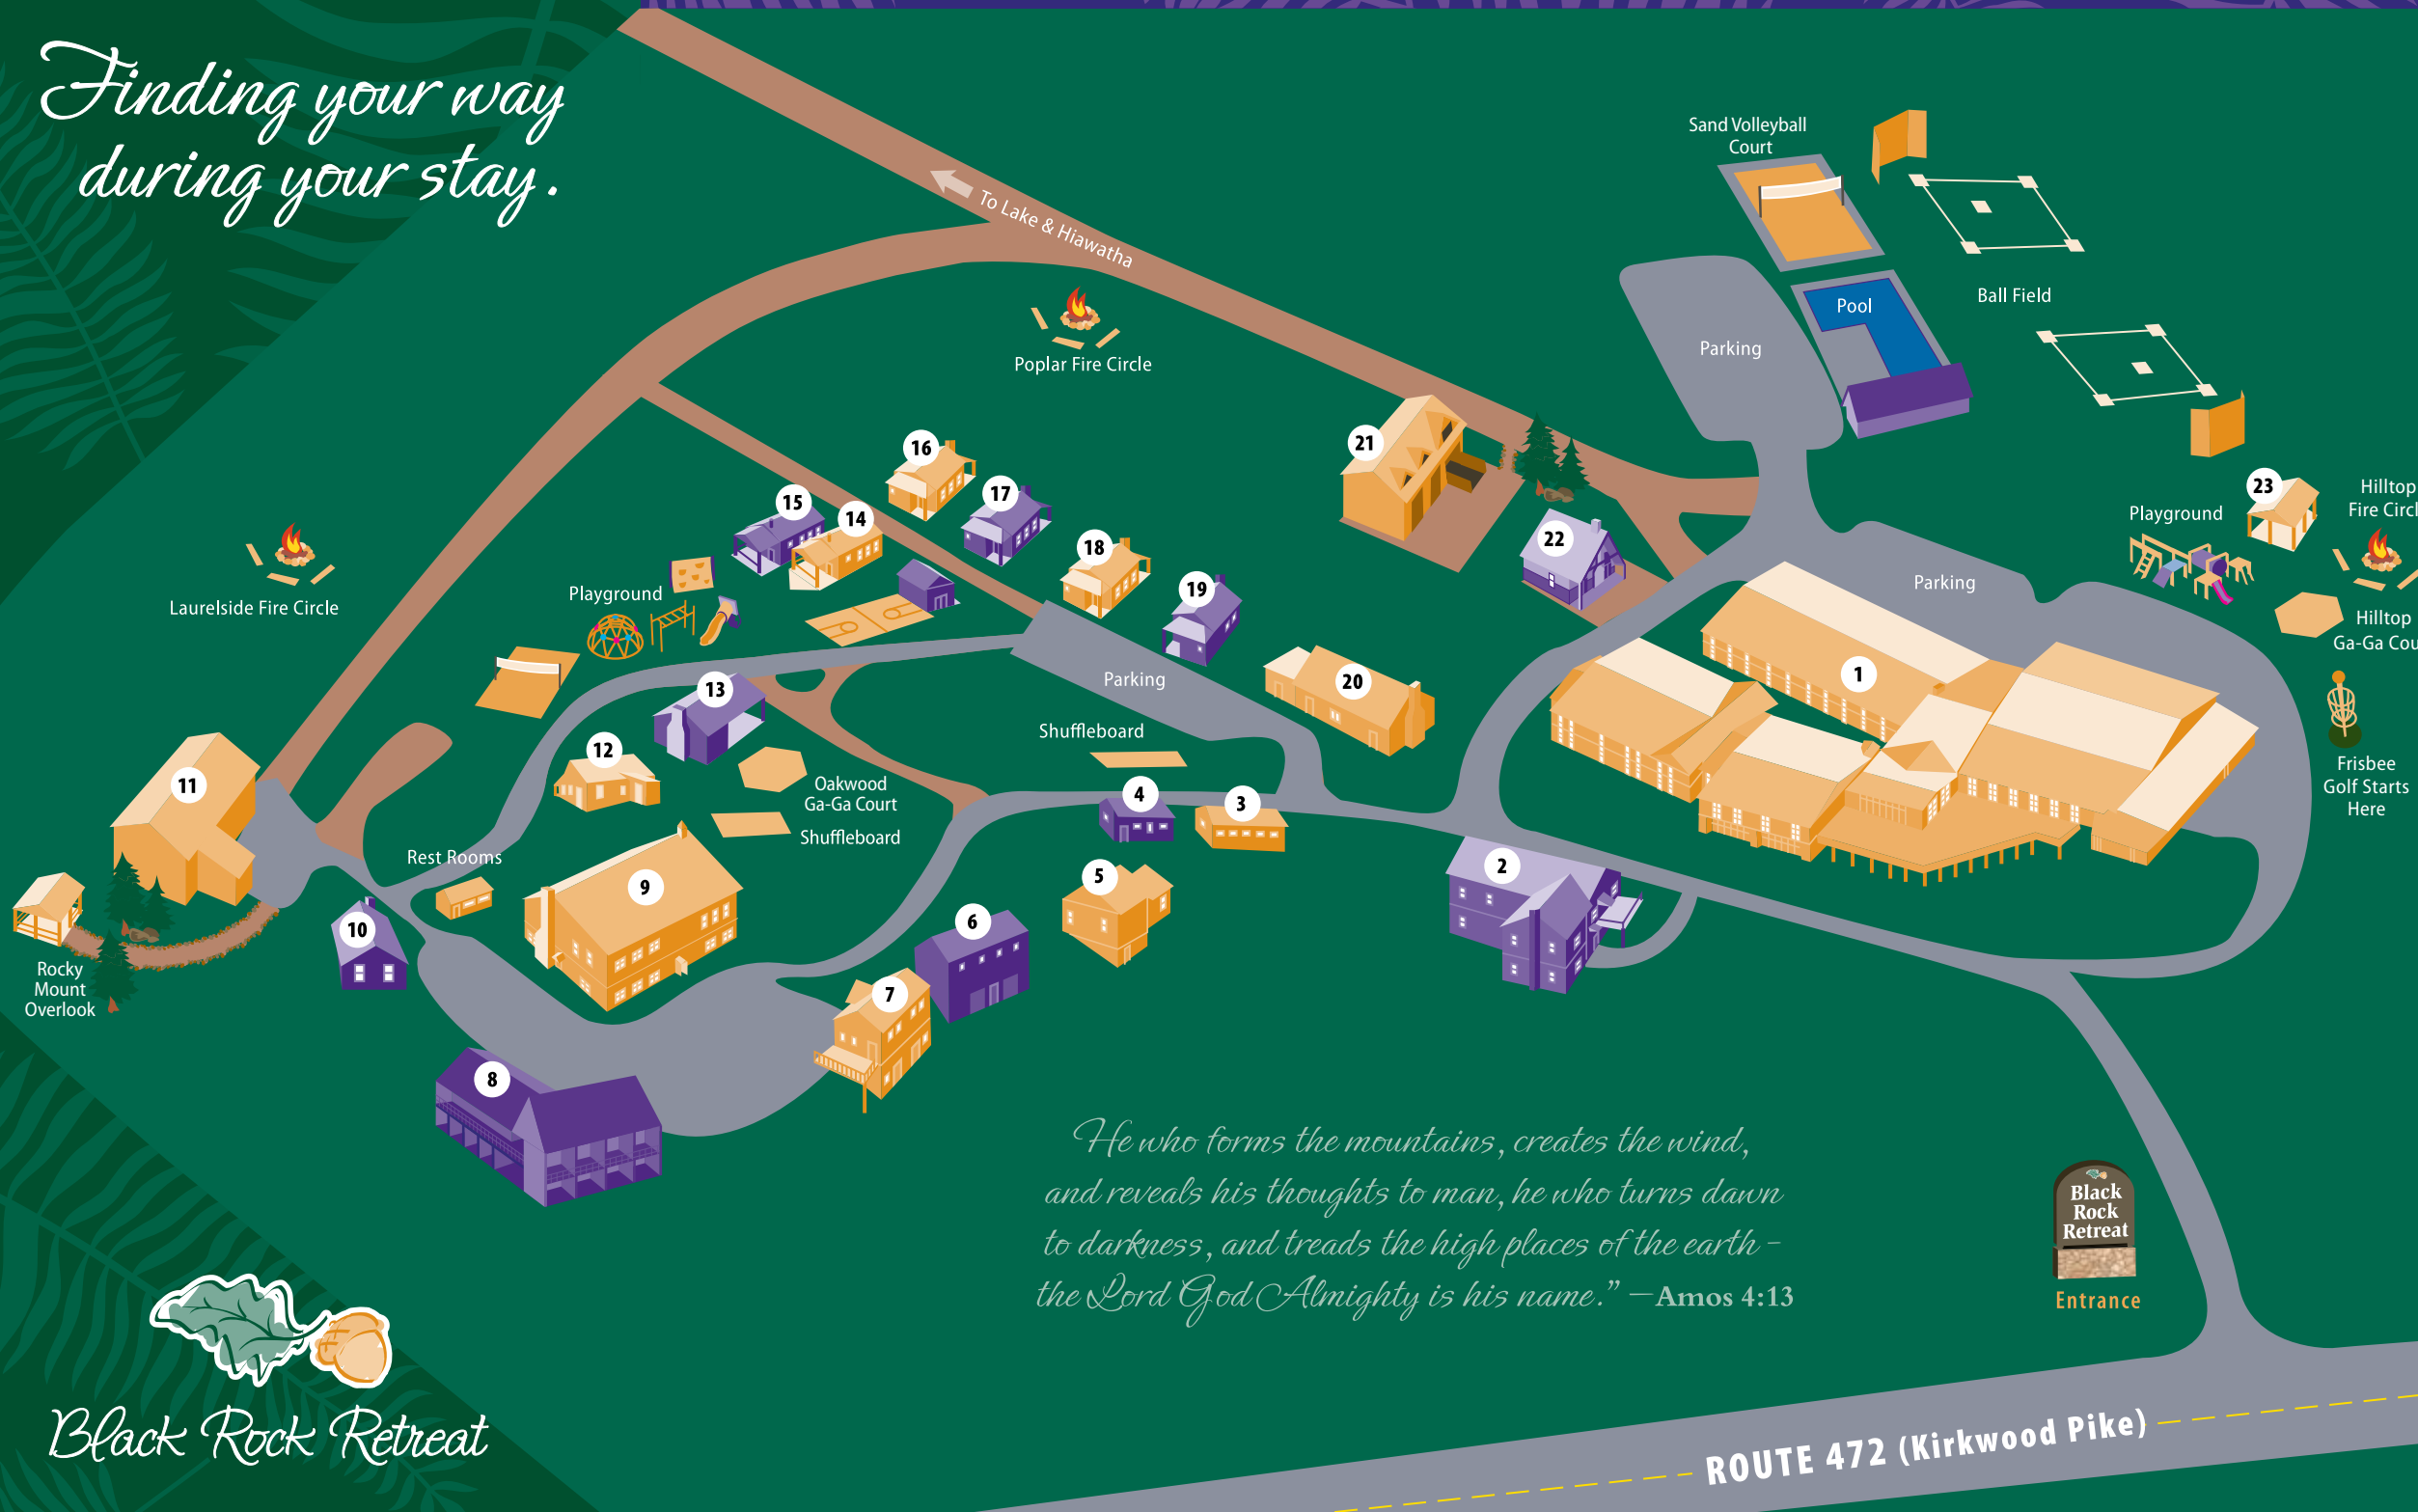 Finding your way
during your stay.
To Lake & Hiawatha
Sand Volleyball
Court
Pool
Ball Field
Parking
Poplar Fire Circle
21
16
17
15
14
18
22
19
23
Hilltop
Playground
Parking
Laurelside Fire Circle
Playground
Hilltop
1
13
Parking
20
Shuffleboard
12
11
Oakwood
Ga-Ga Court
4
3
Frisbee
Golf Starts
Here
Shuffleboard
Rest Rooms
2
9
5
10
6
Rocky
Mount
Overlook
7
8
He who forms the mountains, creates the wind,
and reveals his thoughts to man, he who turns dawn
to darkness, and treads the high places of the earth –
the Lord God Almighty is his name.” —Amos 4:13
Black
Rock
Retreat
Entrance
Black Rock Retreat
ROUTE 472 (Kirkwood Pike)